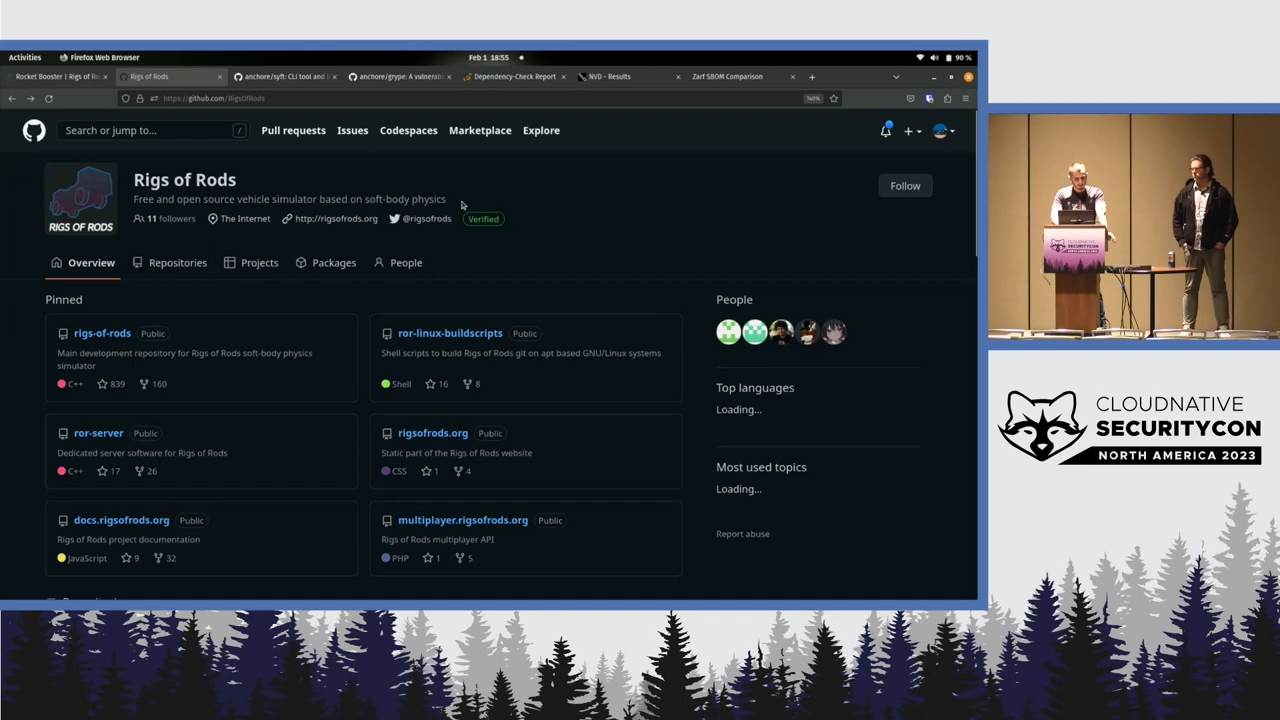 Activities Firefox Web Browser Feb 1 18:55 90 %
Rocket Booster | Rigs of Ro Rigs of Rods anchore/syft: CLI tool and l anchore/grype: A vulnerabi Dependency-Check Report NVD - Results Zarf SBOM Comparison
https://github.com/RigsOfRods 140%
Search or jump to... / Pull requests Issues Codespaces Marketplace Explore
Rigs of Rods
Free and open source vehicle simulator based on soft-body physics
Follow
11 followers The Internet http://rigsofrods.org @rigsofrods Verified
RIGS OF RODS
Overview Repositories Projects Packages People
Pinned
rigs-of-rods Public
Main development repository for Rigs of Rods soft-body physics
simulator
C++ 839 160
ror-linux-buildscripts Public
Shell scripts to build Rigs of Rods git on apt based GNU/Linux systems
Shell 16 8
ror-server Public
Dedicated server software for Rigs of Rods
C++ 17 26
rigsofrods.org Public
Static part of the Rigs of Rods website
CSS 1 4
docs.rigsofrods.org Public
Rigs of Rods project documentation
JavaScript 9 32
multiplayer.rigsofrods.org Public
Rigs of Rods multiplayer API
PHP 1 5
People
Top languages
Loading...
Most used topics
Loading...
Report abuse
CLOUDNATIVE
SECURITYCON
NORTH AMERICA 2023
CLOUDNATIVE
SECURITYCON